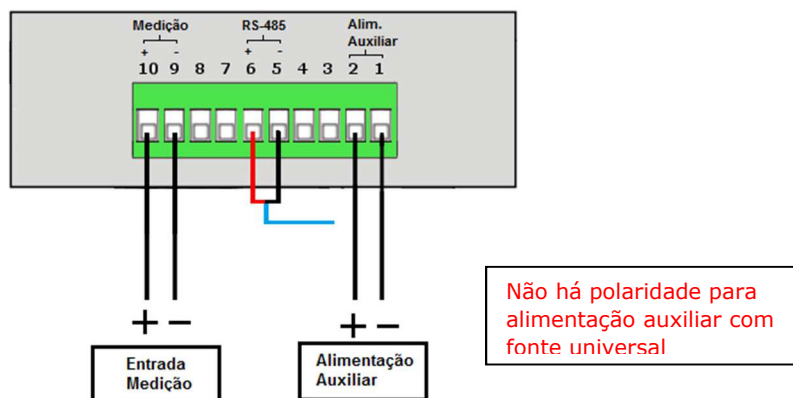 Medição RS-485 Alim.
Auxiliar
+ - + -
10 9 8 7 6 5 4 3 2 1
+ − + −
Entrada
Medição
Alimentação
Auxiliar
Não há polaridade para
alimentação auxiliar com
fonte universal